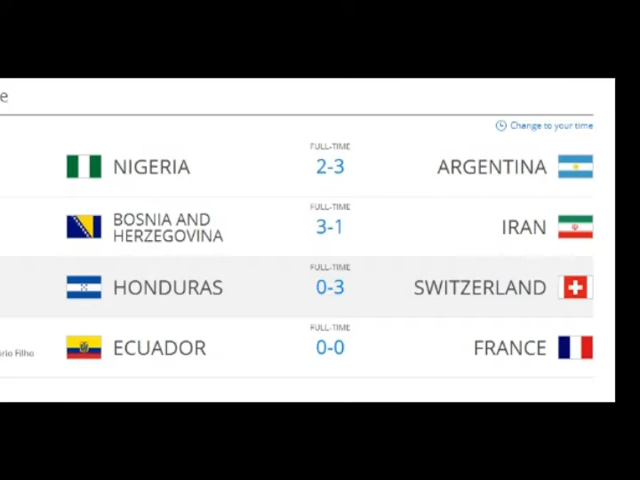 e
Change to your time
FULL-TIME
NIGERIA 2-3 ARGENTINA
FULL-TIME
BOSNIA AND
HERZEGOVINA 3-1 IRAN
FULL-TIME
HONDURAS 0-3 SWITZERLAND
FULL-TIME
ECUADOR 0-0 FRANCE
Filho